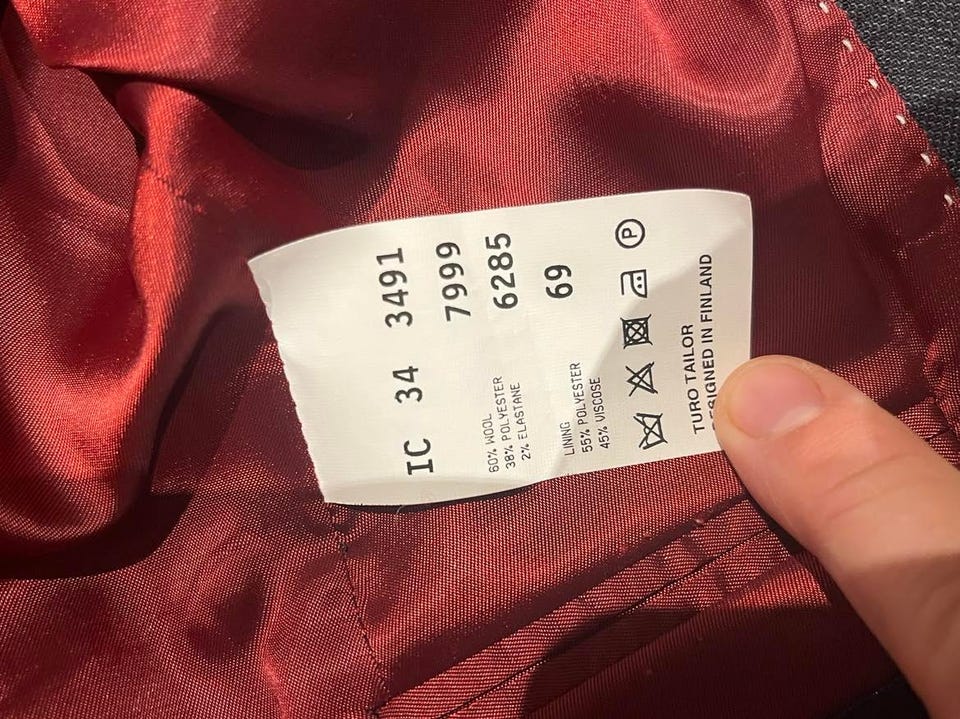 IC 34 3491
7999
60% WOOL
38% POLYESTER
2% ELASTANE
6285
69
LINING
55% POLYESTER
45% VISCOSE
P
TURO TAILOR
DESIGNED IN FINLAND